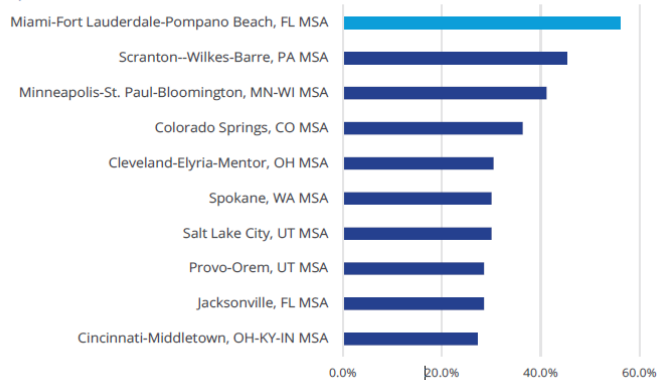 Miami-Fort Lauderdale-Pompano Beach, FL MSA
Scranton--Wilkes-Barre, PA MSA
Minneapolis-St. Paul-Bloomington, MN-WI MSA
Colorado Springs, CO MSA
Cleveland-Elyria-Mentor, OH MSA
Spokane, WA MSA
Salt Lake City, UT MSA
Provo-Orem, UT MSA
Jacksonville, FL MSA
Cincinnati-Middletown, OH-KY-IN MSA
0.0% 20.0% 40.0% 60.0%